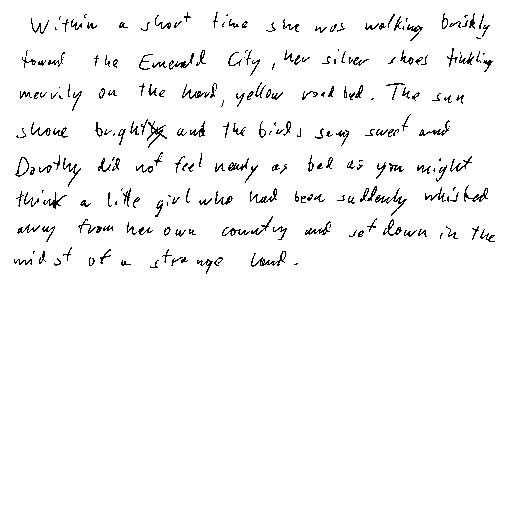 Within a short time she was walking briskly
toward the Emerald City, her silver shoes tinkling
merrily on the hard, yellow roadbed. The sun
shone bright and the birds sang sweet and
Dorothy did not feel nearly as bad as you might
think a little girl who had been suddenly whisked
away from her own country and set down in the
midst of a strange land.